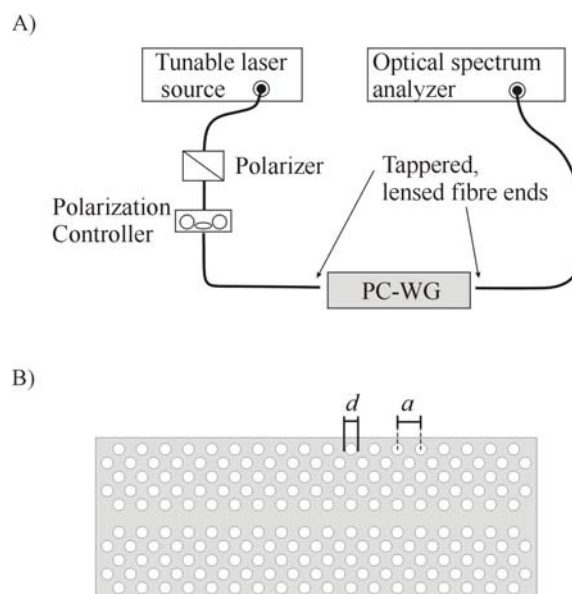 A)
Tunable laser
source
Optical spectrum
analyzer
Polarizer
Tappered,
lensed fibre ends
Polarization
Controller
PC-WG
B)
d
a